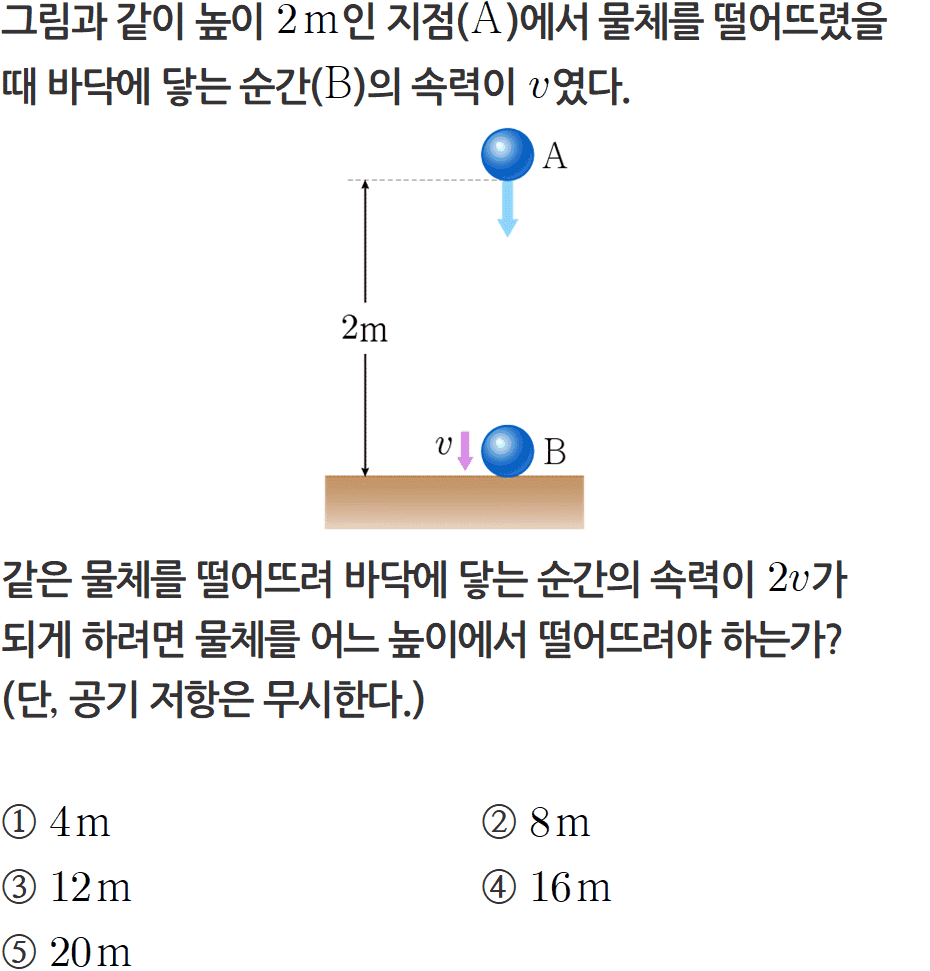 그림과 같이 높이 2m인 지점(A)에서 물체를 떨어뜨렸을
때 바닥에 닿는 순간(B)의 속력이 v였다.
A
2m
v
B
같은 물체를 떨어뜨려 바닥에 닿는 순간의 속력이 2v가
되게 하려면 물체를 어느 높이에서 떨어뜨려야 하는가?
(단, 공기 저항은 무시한다.)
① 4m
② 8m
③ 12m
④ 16m
⑤ 20m